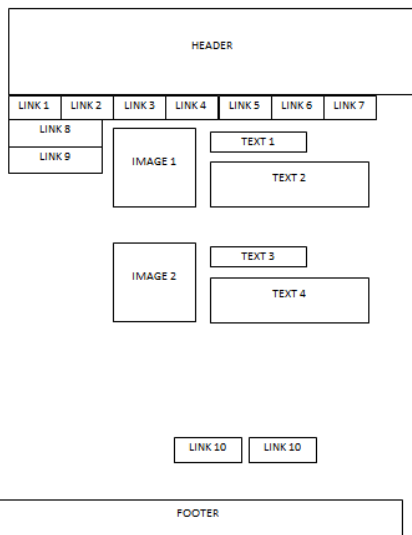 HEADER
LINK 1 LINK 2 LINK 3 LINK 4 LINK 5 LINK 6 LINK 7
LINK 8
LINK 9
IMAGE 1
TEXT 1
TEXT 2
IMAGE 2
TEXT 3
TEXT 4
LINK 10 LINK 10
FOOTER